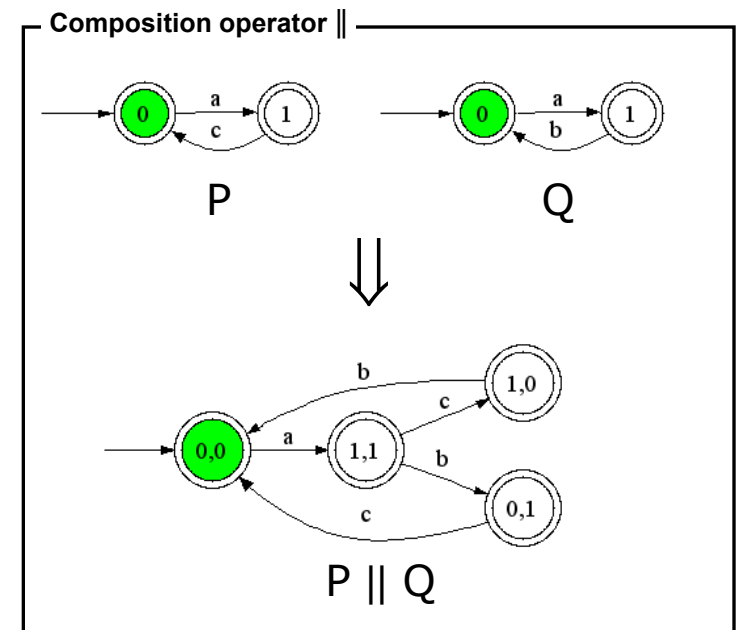 Composition operator ||
a
0
1
c
a
0
1
b
P
Q
⇓
b
1,0
c
a
0,0
1,1
b
0,1
c
P || Q